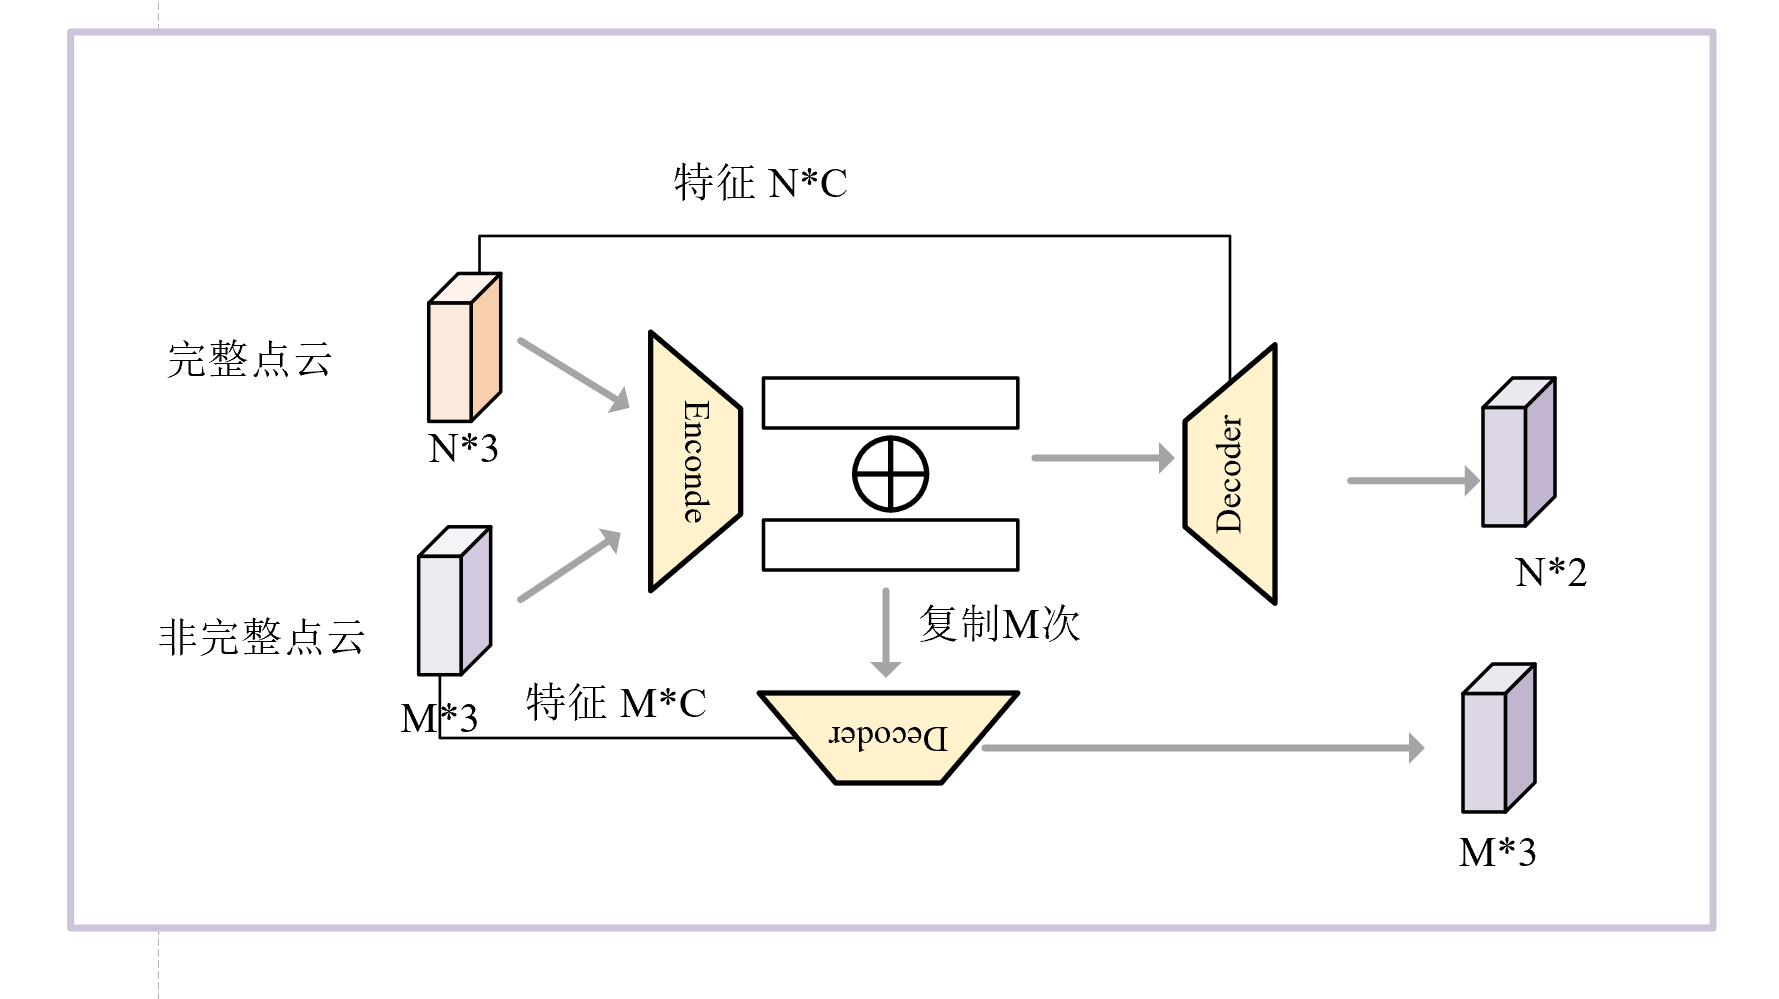 特征 N*C
完整点云
N*3
Enconde
Decoder
N*2
非完整点云
M*3
特征 M*C
复制M次
Decoder
M*3